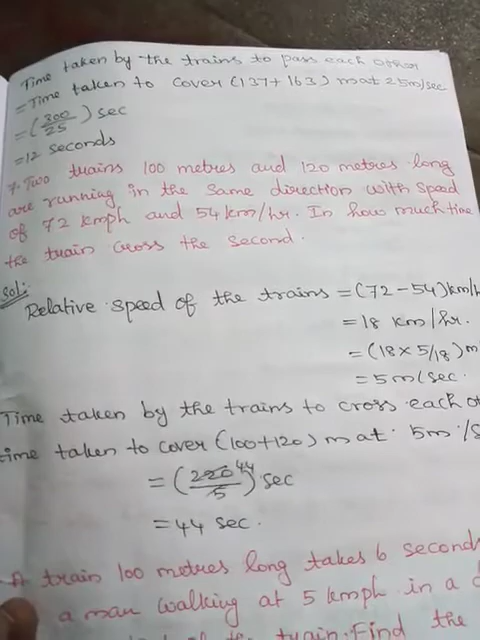 Time taken by the trains to pass each other
=Time taken to cover (137+163) m at 25m/sec
=(300/25) sec
=12 seconds
7. Two trains 100 metres and 120 metres long
are running in the same direction with speed
of 72 kmph and 54km/hr. In how much time
the train cross the second.
Sol:
Relative speed of the trains = (72-54) km/h
= 18 km/hr.
= (18 x 5/18) m
= 5m/sec.
Time taken by the trains to cross each
time taken to cover (100+120) m at 5m/s
= (220/5)44 sec
= 44 sec.
A train 100 metres long takes 6 seconds
a man walking at 5 kmph in a
the train. Find the